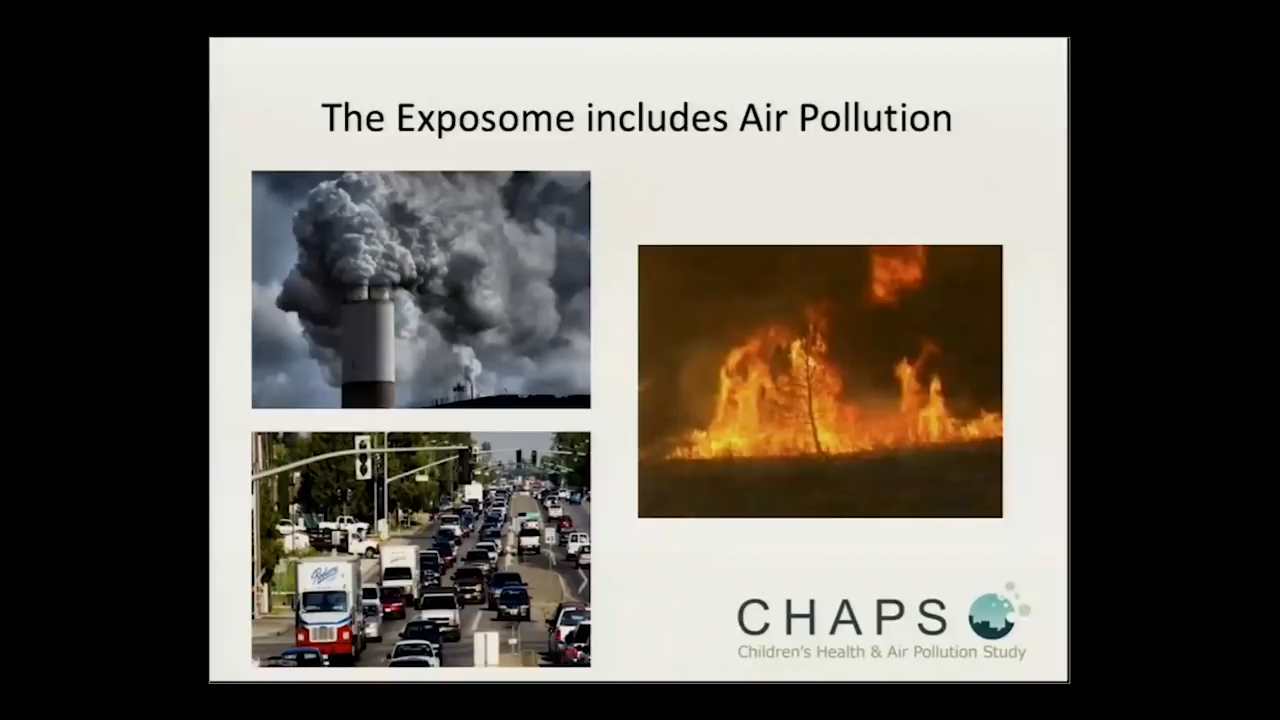 The Exposome includes Air Pollution
CHAPS
Children's Health & Air Pollution Study